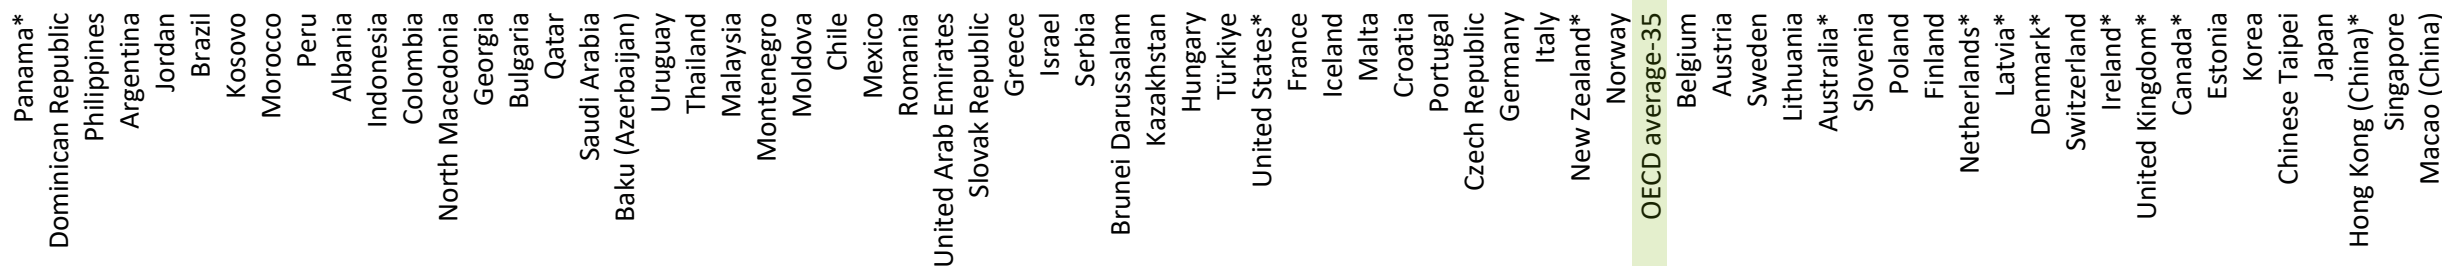 Panama*
Dominican Republic
Philippines
Argentina
Jordan
Brazil
Kosovo
Morocco
Peru
Albania
Indonesia
Colombia
North Macedonia
Georgia
Bulgaria
Qatar
Saudi Arabia
Baku (Azerbaijan)
Uruguay
Thailand
Malaysia
Montenegro
Moldova
Chile
Mexico
Romania
United Arab Emirates
Slovak Republic
Greece
Israel
Serbia
Brunei Darussalam
Kazakhstan
Hungary
Türkiye
United States*
France
Iceland
Malta
Croatia
Portugal
Czech Republic
Germany
Italy
New Zealand*
Norway
OECD average-35
Belgium
Austria
Sweden
Lithuania
Australia*
Slovenia
Poland
Finland
Netherlands*
Latvia*
Denmark*
Switzerland
Ireland*
United Kingdom*
Canada*
Estonia
Korea
Chinese Taipei
Japan
Hong Kong (China)*
Singapore
Macao (China)